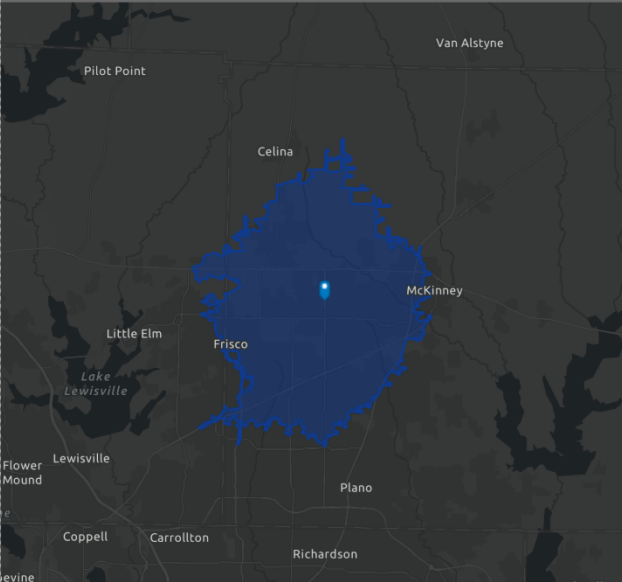 Van Alstyne
Pilot Point
Celina
McKinney
Little Elm
Frisco
Lake
Lewisville
Lewisville
Flower
Mound
Plano
Coppell
Carrollton
Richardson